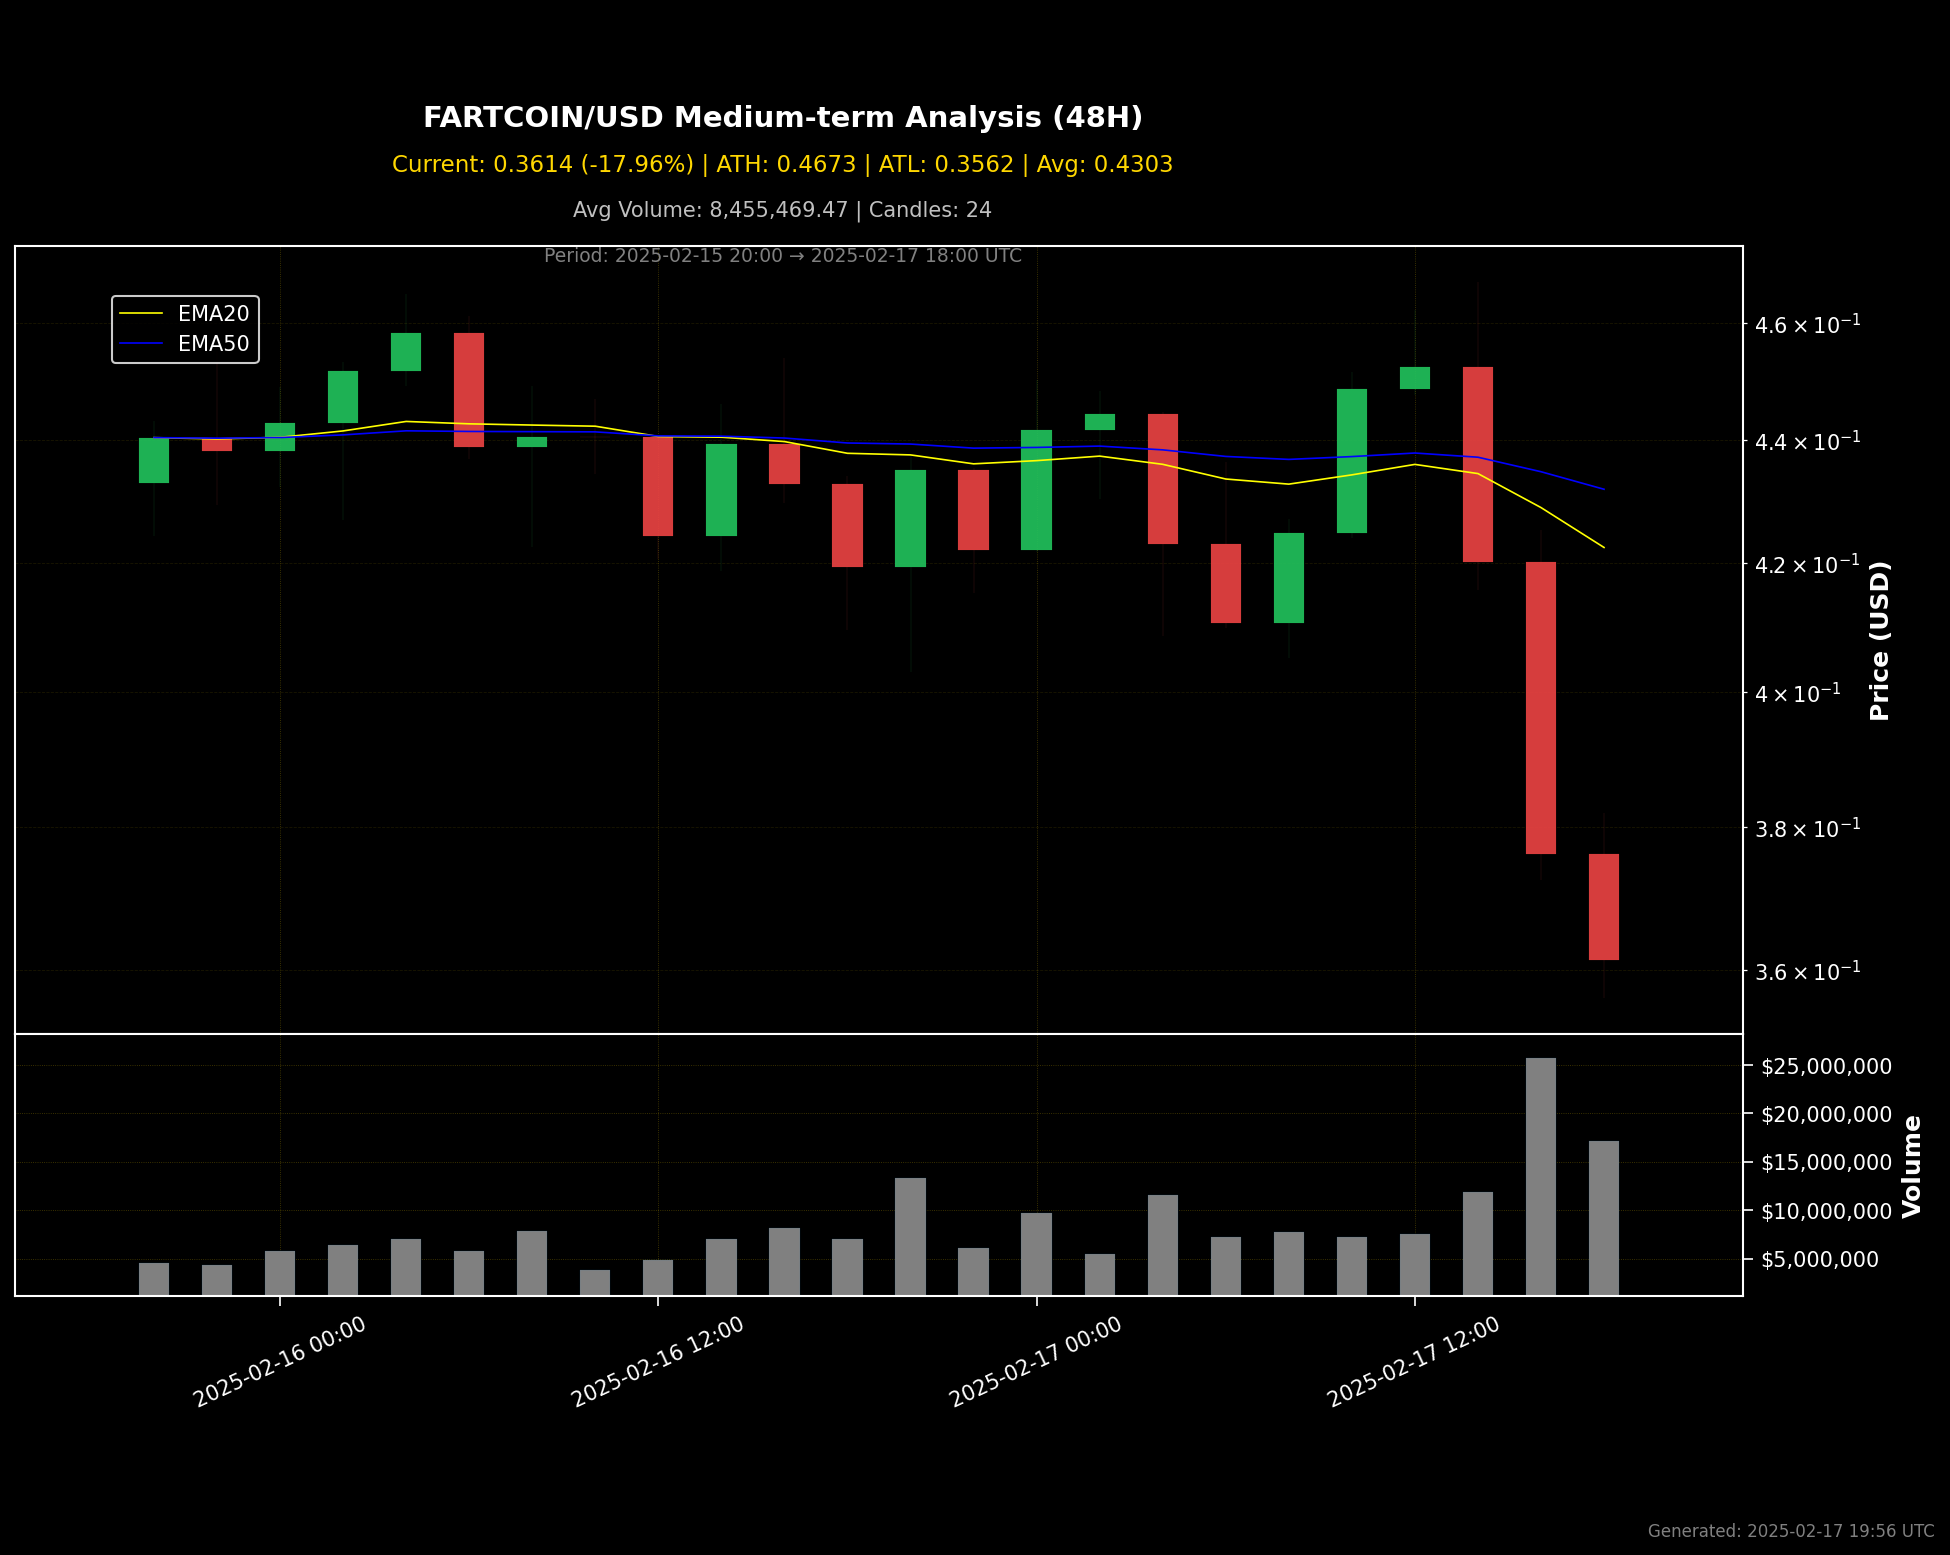 FARTCOIN/USD Medium-term Analysis (48H)
Current: 0.3614 (-17.96%) | ATH: 0.4673 | ATL: 0.3562 | Avg: 0.4303
Avg Volume: 8,455,469.47 | Candles: 24
Period: 2025-02-15 20:00 → 2025-02-17 18:00 UTC
EMA20
EMA50
4.6 × 10⁻¹
4.4 × 10⁻¹
4.2 × 10⁻¹
4 × 10⁻¹
3.8 × 10⁻¹
3.6 × 10⁻¹
Price (USD)
$25,000,000
$20,000,000
$15,000,000
$10,000,000
$5,000,000
Volume
2025-02-16 00:00
2025-02-16 12:00
2025-02-17 00:00
2025-02-17 12:00
Generated: 2025-02-17 19:56 UTC